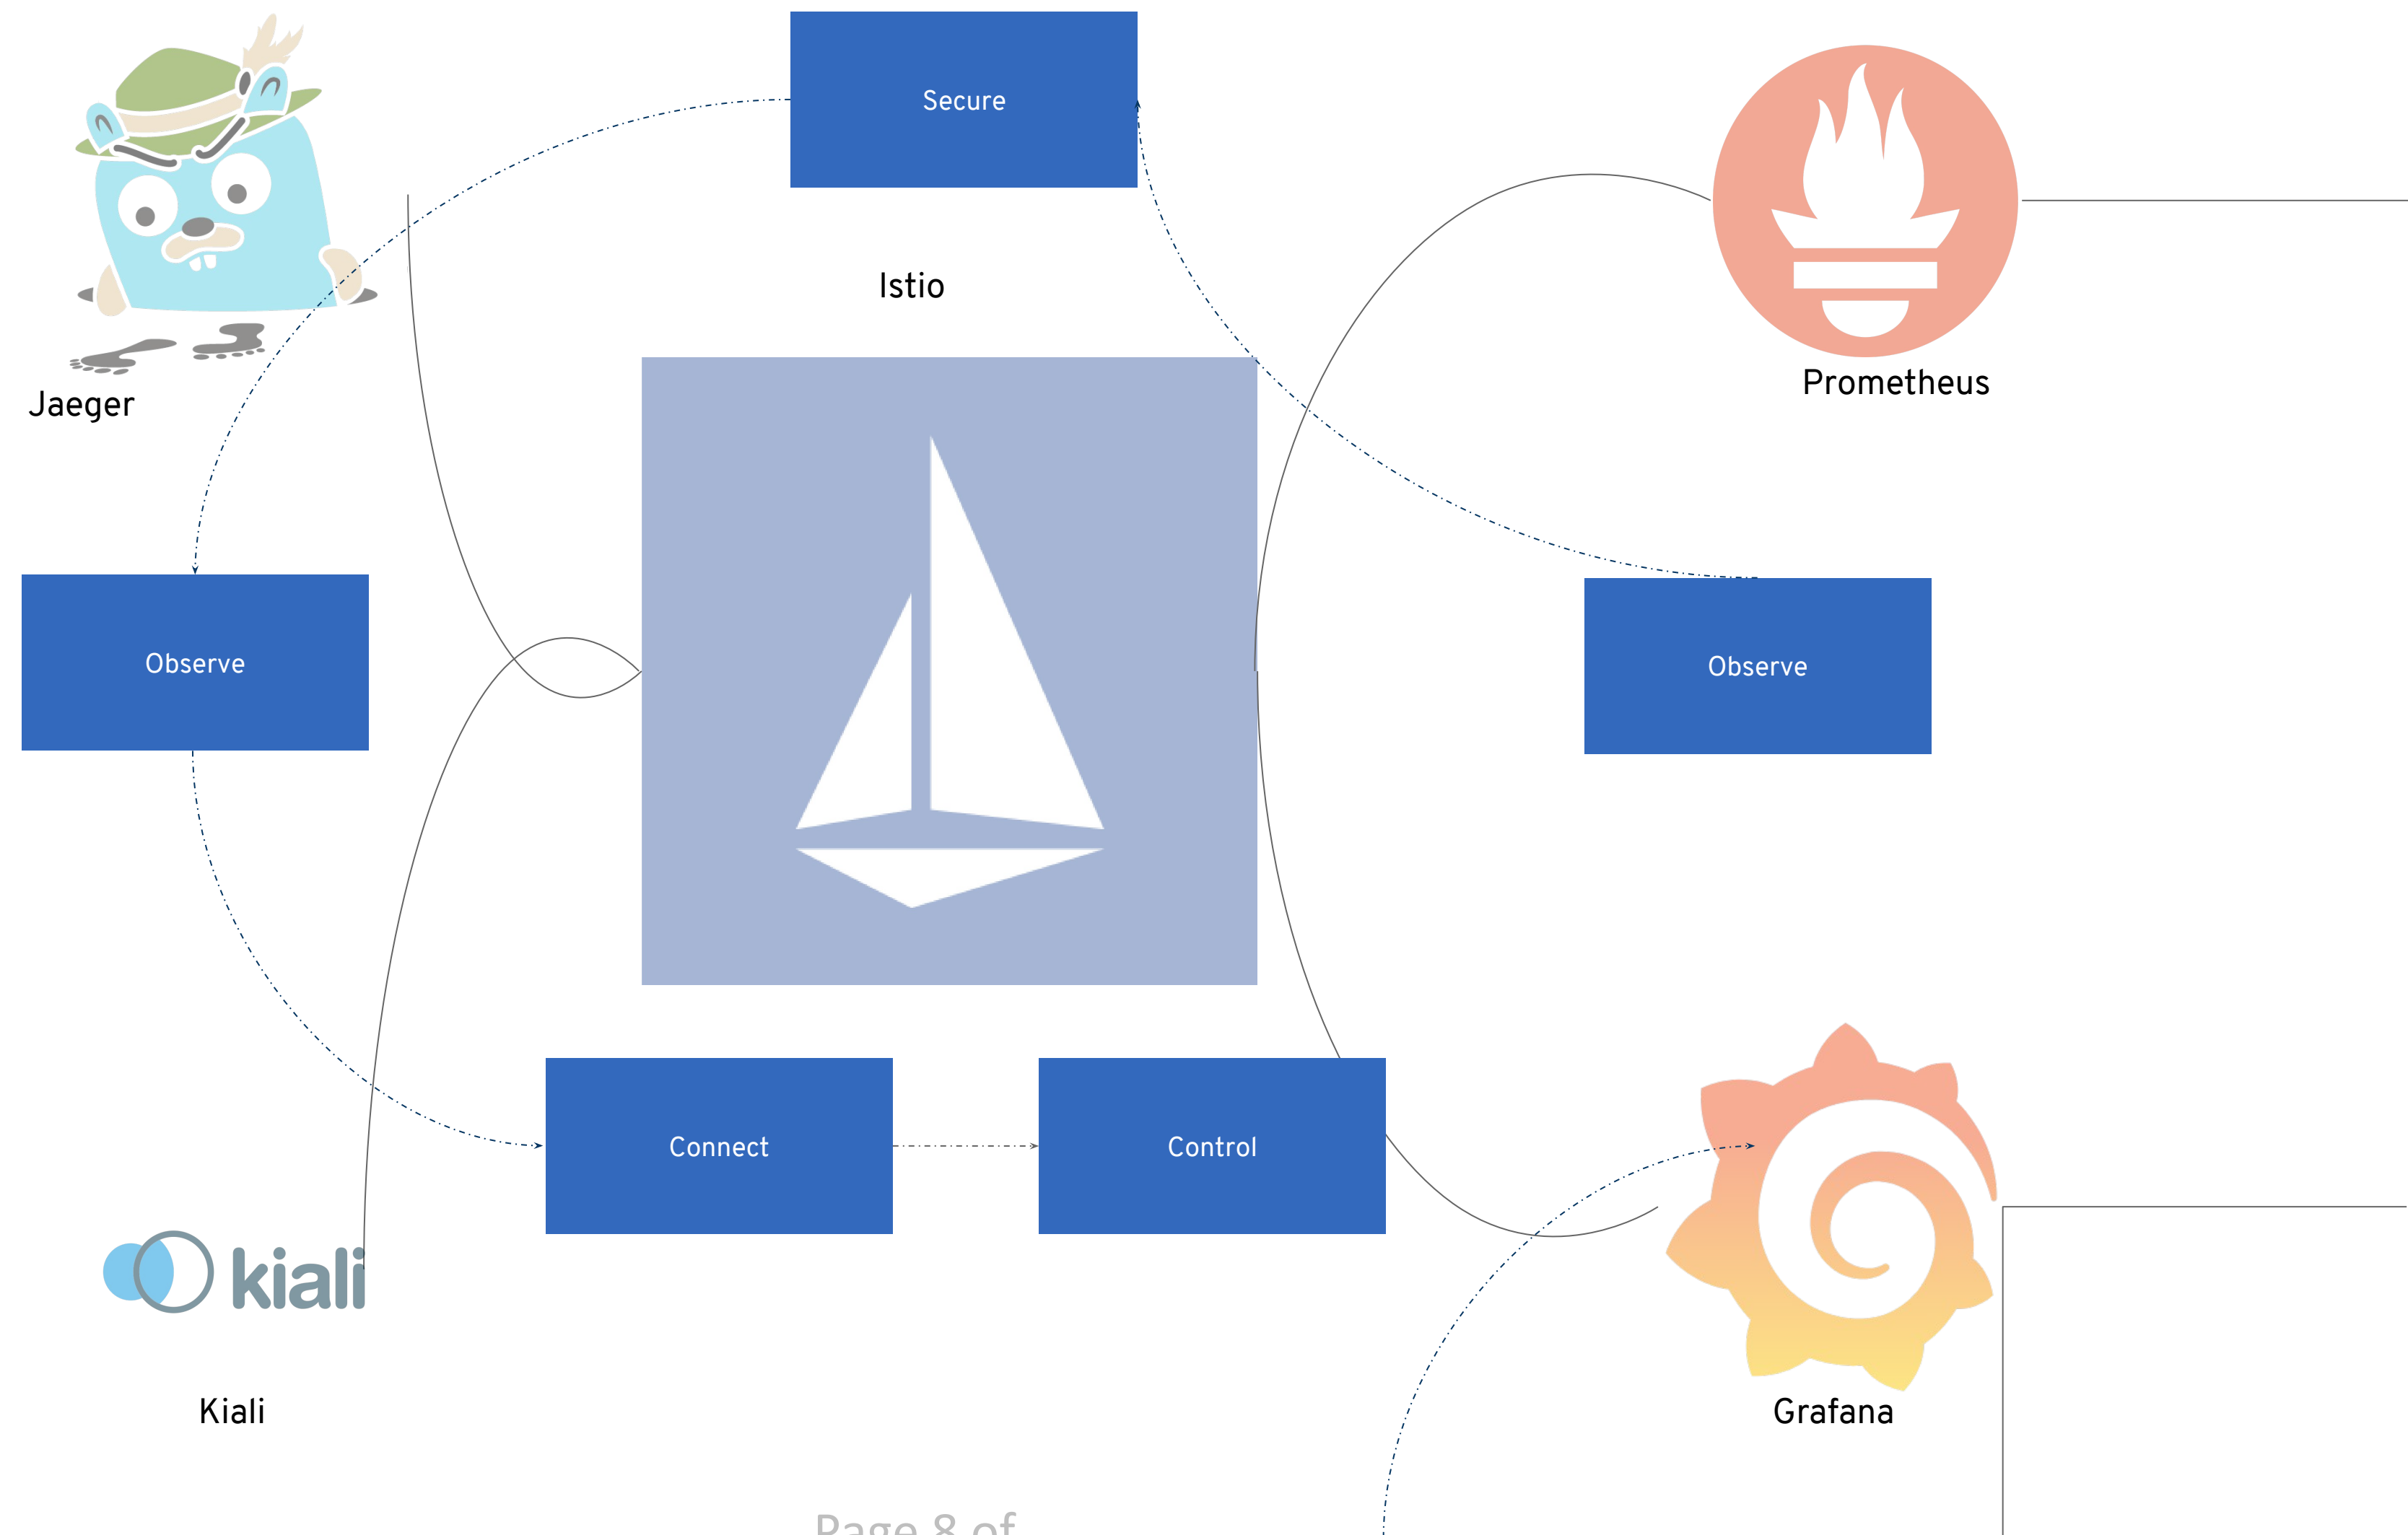 Secure
Istio
Prometheus
Jaeger
Observe
Observe
Connect
Control
kiali
Kiali
Grafana
Page 8 of